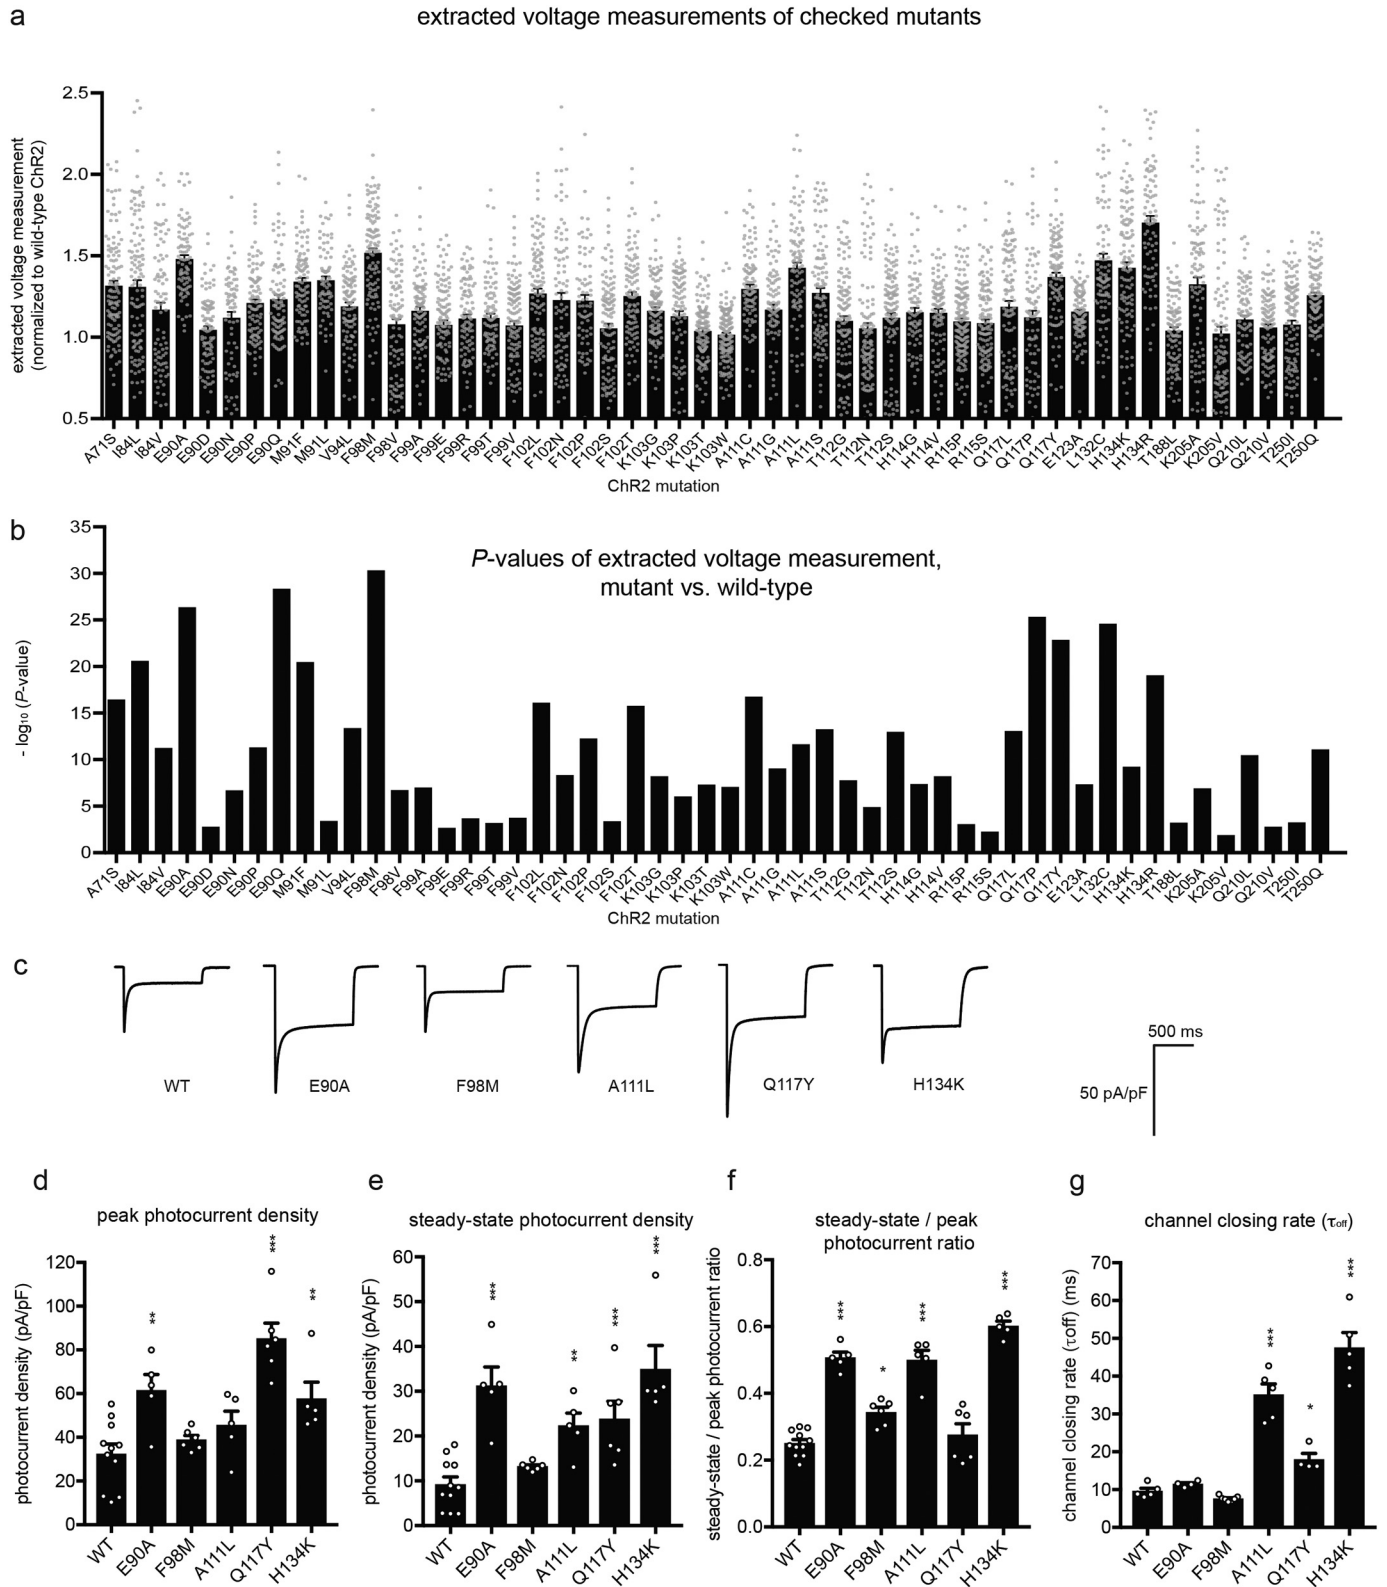 a
extracted voltage measurements of checked mutants
extracted voltage measurement
(normalized to wild-type ChR2)
2.5
2.0
1.5
1.0
0.5
A71S I84L I84V E90A E90D E90N E90P E90Q M91F M91L V94L F98M F98V F99A F99E F99R F99T F99V F102L F102N F102P F102S F102T K103G K103P K103T K103W A111C A111G A111L A111S T112G T112N T112S H114G H114V R115P R115S Q117L Q117P Q117Y E123A L132C H134K H134R T188L K205A K205V Q210L Q210V T250I T250Q
ChR2 mutation
b
P-values of extracted voltage measurement,
mutant vs. wild-type
- log10 (P-value)
35
30
25
20
15
10
5
0
A71S I84L I84V E90A E90D E90N E90P E90Q M91F M91L V94L F98M F98V F99A F99E F99R F99T F99V F102L F102N F102P F102S F102T K103G K103P K103T K103W A111C A111G A111L A111S T112G T112N T112S H114G H114V R115P R115S Q117L Q117P Q117Y E123A L132C H134K H134R T188L K205A K205V Q210L Q210V T250I T250Q
ChR2 mutation
c
WT E90A F98M A111L Q117Y H134K
500 ms
50 pA/pF
d
peak photocurrent density
photocurrent density (pA/pF)
120
100
80
60
40
20
0
** *** **
WT E90A F98M A111L Q117Y H134K
e
steady-state photocurrent density
photocurrent density (pA/pF)
60
50
40
30
20
10
0
*** ** *** ***
WT E90A F98M A111L Q117Y H134K
f
steady-state / peak
photocurrent ratio
steady-state / peak photocurrent ratio
0.8
0.6
0.4
0.2
0.0
*** * *** ***
WT E90A F98M A111L Q117Y H134K
g
channel closing rate (τoff)
channel closing rate (τoff) (ms)
70
60
50
40
30
20
10
0
*** * ***
WT E90A F98M A111L Q117Y H134K